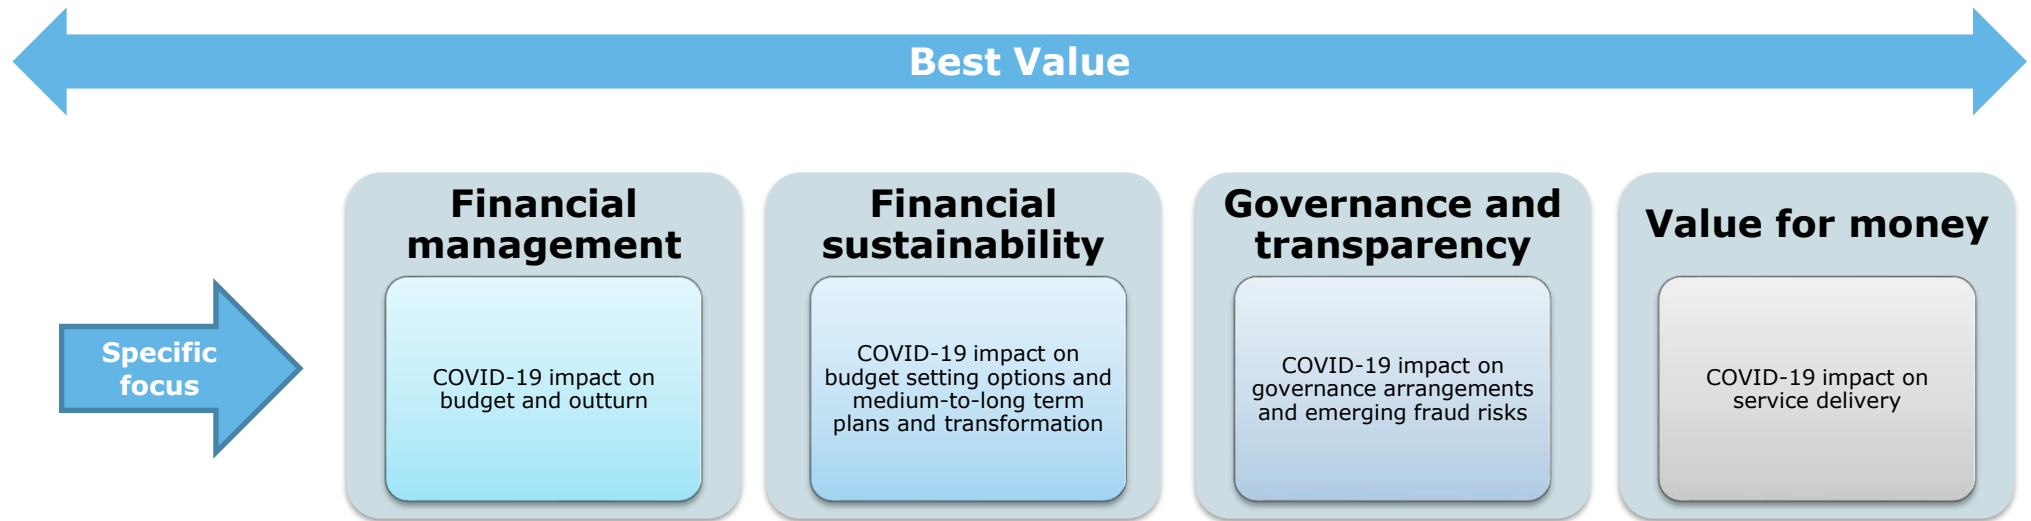 Best Value
Financial
management
Financial
sustainability
Governance and
transparency
Value for money
Specific
focus
COVID-19 impact on
budget and outturn
COVID-19 impact on
budget setting options and
medium-to-long term
plans and transformation
COVID-19 impact on
governance arrangements
and emerging fraud risks
COVID-19 impact on
service delivery